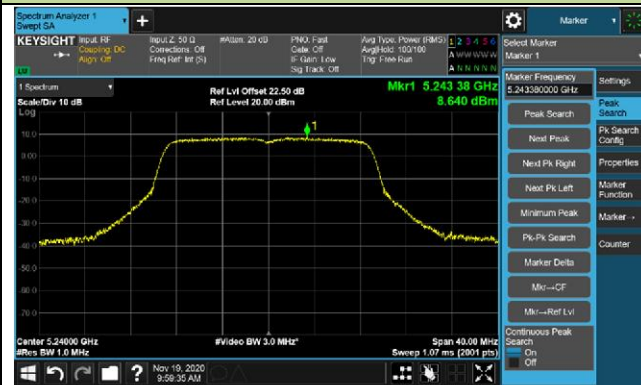 Spectrum Analyzer 1
Swept SA
Marker
KEYSIGHT
Input: RF
Coupling: DC
Align: Off
Input Z: 50 Ω
Corrections: Off
Freq Ref: Int (S)
#Atten: 20 dB
PNO: Fast
Gate: Off
IF Gain: Low
Sig Track: Off
Avg Type: Power (RMS)
Avg|Hold: 100/100
Trig: Free Run
1 2 3 4 5 6
A W W W W W
A N N N N N
LU
Select Marker
Marker 1
1 Spectrum
Scale/Div 10 dB
Log
Ref Lvl Offset 22.50 dB
Ref Level 20.00 dBm
Mkr1 5.243 38 GHz
8.640 dBm
1
10.0
0.00
-10.0
-20.0
-30.0
-40.0
-50.0
-60.0
-70.0
Center 5.24000 GHz
#Res BW 1.0 MHz
#Video BW 3.0 MHz*
Span 40.00 MHz
Sweep 1.07 ms (2001 pts)
Marker Frequency
5.243380000 GHz
Peak Search
Next Peak
Next Pk Right
Next Pk Left
Minimum Peak
Pk-Pk Search
Marker Delta
Mkr→CF
Mkr→Ref Lvl
Continuous Peak
Search
On
Off
Settings
Peak
Search
Pk Search
Config
Properties
Marker
Function
Marker→
Counter
Nov 19, 2020
9:59:35 AM